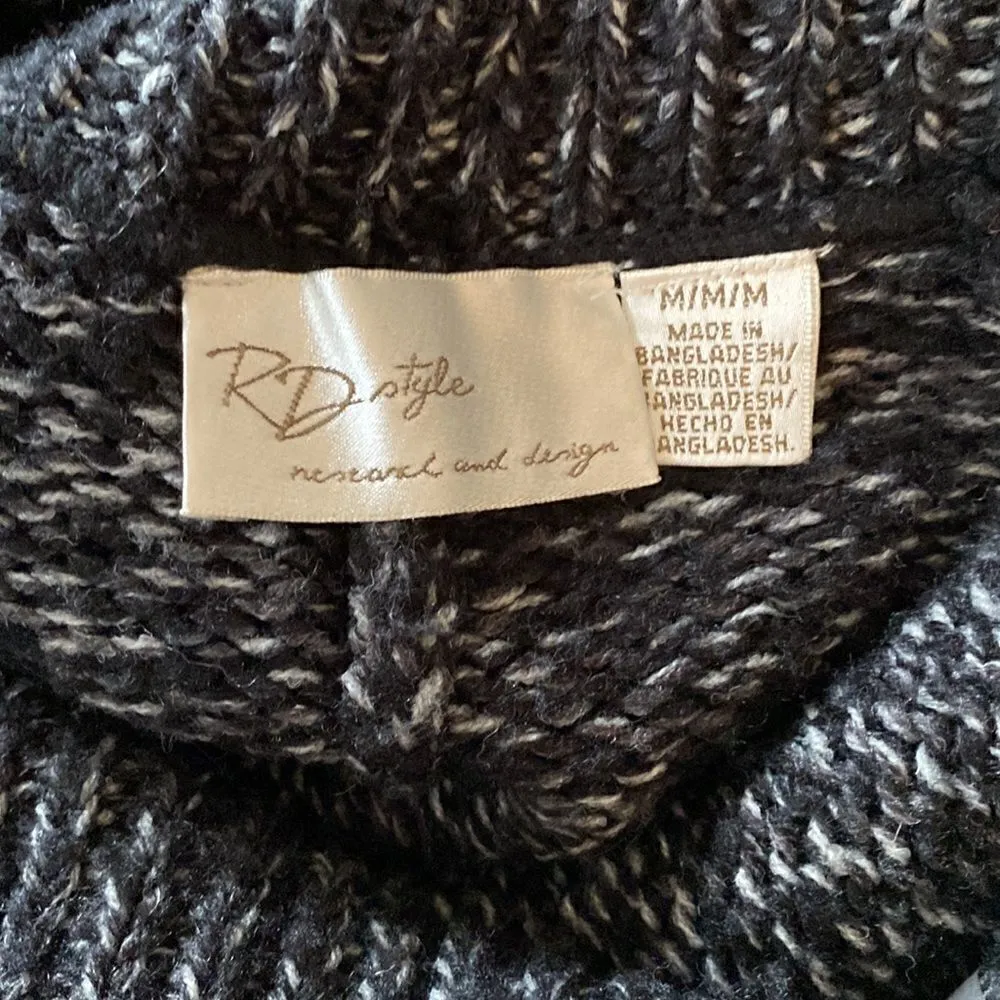 RD style
research and design
M/M/M
MADE IN
BANGLADESH/
FABRIQUE AU
BANGLADESH/
HECHO EN
BANGLADESH.